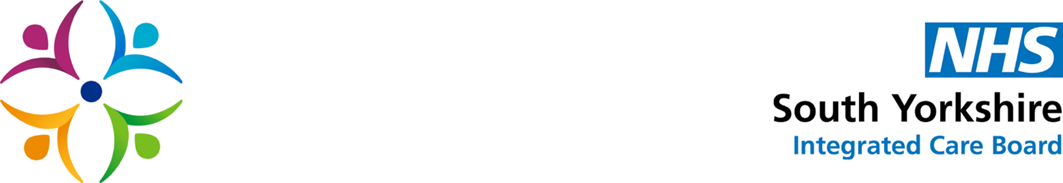 NHS
South Yorkshire
Integrated Care Board